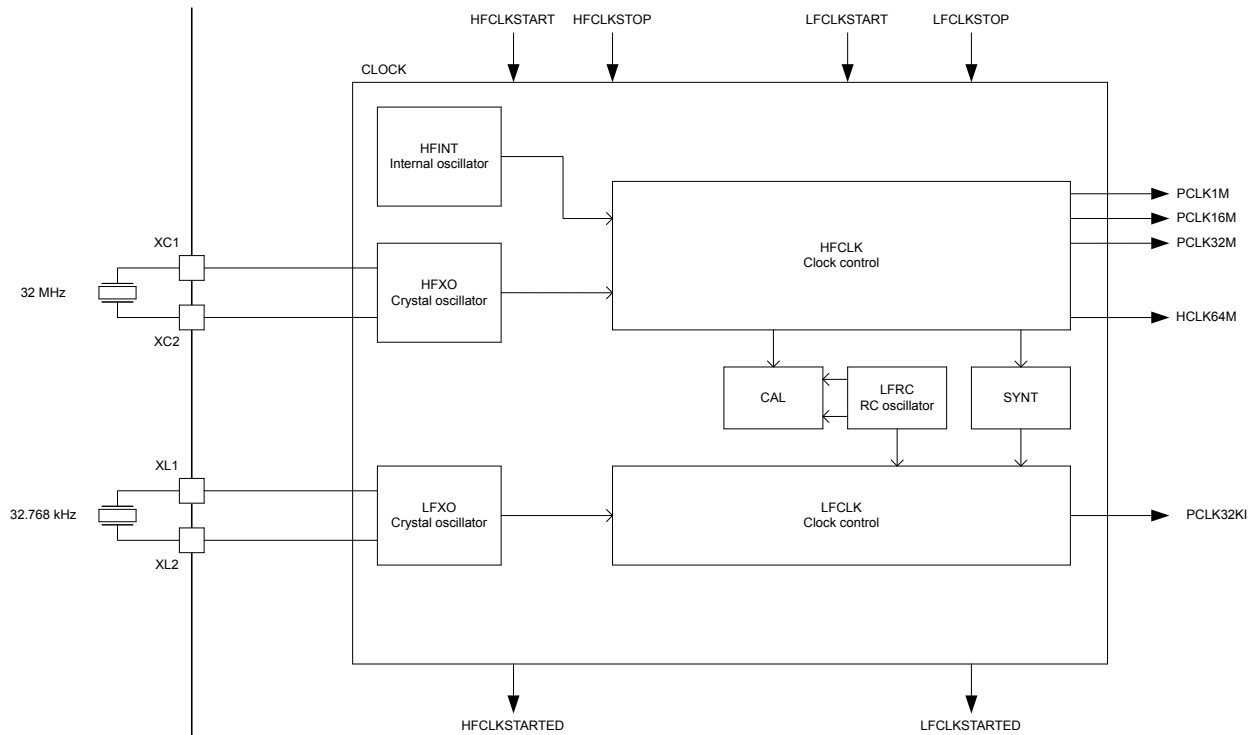 HFCLKSTART
HFCLKSTOP
LFCLKSTART
LFCLKSTOP
CLOCK
HFINT
Internal oscillator
PCLK1M
PCLK16M
PCLK32M
HFCLK
Clock control
XC1
32 MHz
HFXO
Crystal oscillator
HCLK64M
XC2
CAL
LFRC
RC oscillator
SYNT
XL1
32.768 kHz
LFXO
Crystal oscillator
LFCLK
Clock control
PCLK32KI
XL2
HFCLKSTARTED
LFCLKSTARTED